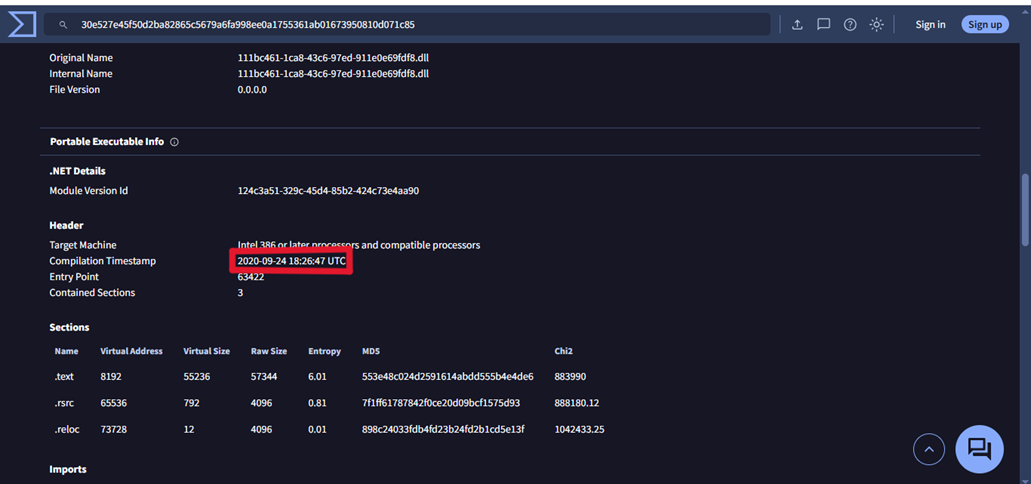 30e527e45f50d2ba82865c5679a6fa998ee0a1755361ab01673950810d071c85 Sign in Sign up
Original Name 111bc461-1ca8-43c6-97ed-911e0e69fdf8.dll
Internal Name 111bc461-1ca8-43c6-97ed-911e0e69fdf8.dll
File Version 0.0.0.0
Portable Executable Info
.NET Details
Module Version Id 124c3a51-329c-45d4-85b2-424c73e4aa90
Header
Target Machine Intel 386 or later processors and compatible processors
Compilation Timestamp 2020-09-24 18:26:47 UTC
Entry Point 63422
Contained Sections 3
Sections
Name Virtual Address Virtual Size Raw Size Entropy MD5 Chi2
.text 8192 55236 57344 6.01 553e48c024d2591614abdd555b4e4de6 883990
.rsrc 65536 792 4096 0.81 7f1ff61787842f0ce20d09bcf1575d93 888180.12
.reloc 73728 12 4096 0.01 898c24033fdb4fd23b24fd2b1cd5e13f 1042433.25
Imports